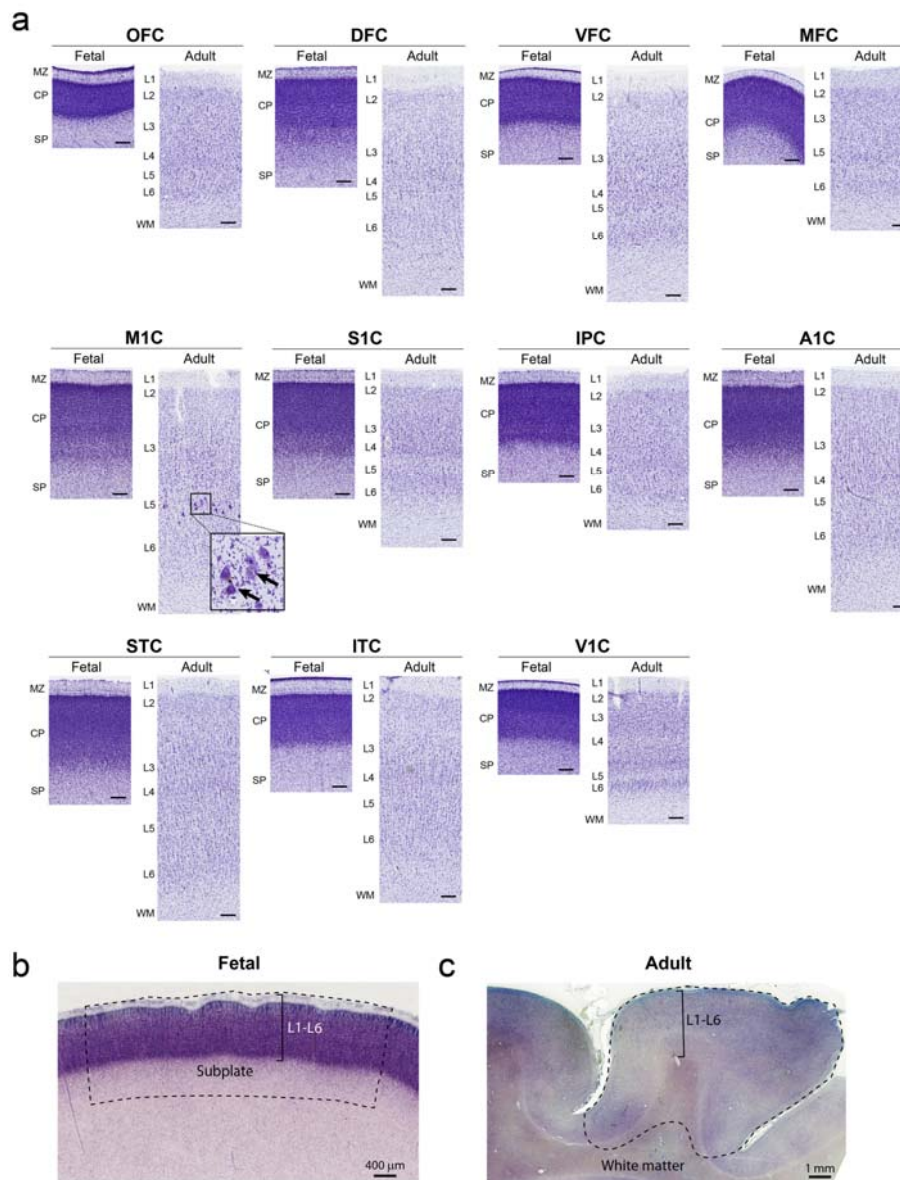 a
OFC
Fetal
Adult
MZ
CP
SP
L1
L2
L3
L4
L5
L6
WM
DFC
Fetal
Adult
MZ
CP
SP
L1
L2
L3
L4
L5
L6
WM
VFC
Fetal
Adult
MZ
CP
SP
L1
L2
L3
L4
L5
L6
WM
MFC
Fetal
Adult
MZ
CP
SP
L1
L2
L3
L5
L6
WM
M1C
Fetal
Adult
MZ
CP
SP
L1
L2
L3
L5
L6
WM
S1C
Fetal
Adult
MZ
CP
SP
L1
L2
L3
L4
L5
L6
WM
IPC
Fetal
Adult
MZ
CP
SP
L1
L2
L3
L4
L5
L6
WM
A1C
Fetal
Adult
MZ
CP
SP
L1
L2
L3
L4
L5
L6
WM
STC
Fetal
Adult
MZ
CP
SP
L1
L2
L3
L4
L5
L6
WM
ITC
Fetal
Adult
MZ
CP
SP
L1
L2
L3
L4
L5
L6
WM
V1C
Fetal
Adult
MZ
CP
SP
L1
L2
L3
L4
L5
L6
WM
b
Fetal
L1-L6
Subplate
400 μm
c
Adult
L1-L6
White matter
1 mm